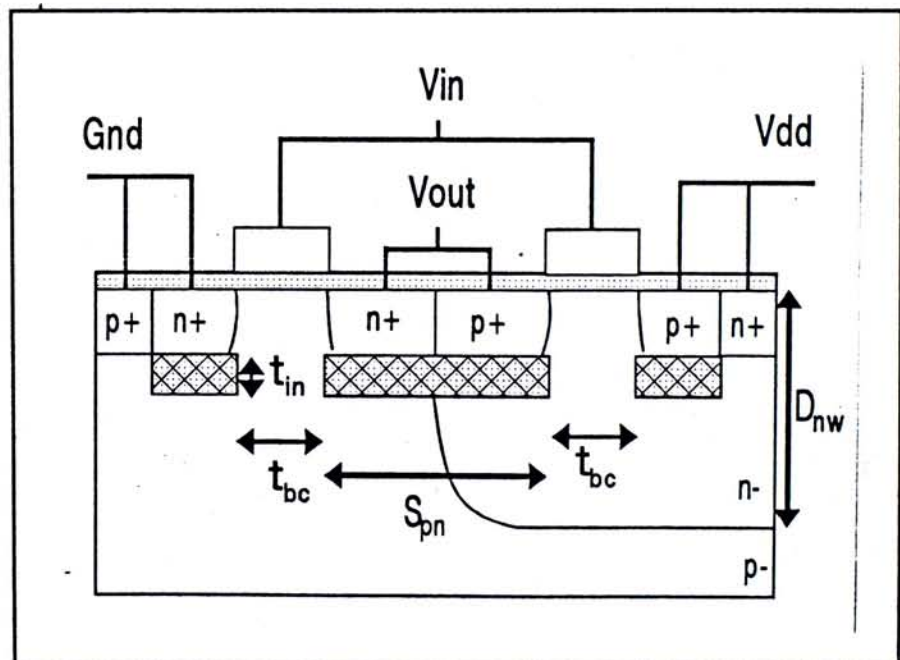 Vin
Gnd
Vdd
Vout
p+ n+ n+ p+ p+ n+
t_in
D_nw
t_bc t_bc
n-
S_pn
p-